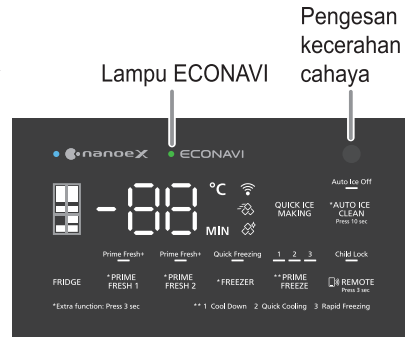 Pengesan
kecerahan
cahaya
Lampu ECONAVI
nanoeX ECONAVI
Auto Ice Off
-88 °C
MIN
QUICK ICE
MAKING
*AUTO ICE
CLEAN
Press 10 sec
Prime Fresh+ Prime Fresh+ Quick Freezing 1 2 3 Child Lock
FRIDGE *PRIME
FRESH 1 *PRIME
FRESH 2 *FREEZER **PRIME
FREEZE REMOTE
Press 3 sec
*Extra function: Press 3 sec ** 1 Cool Down 2 Quick Cooling 3 Rapid Freezing